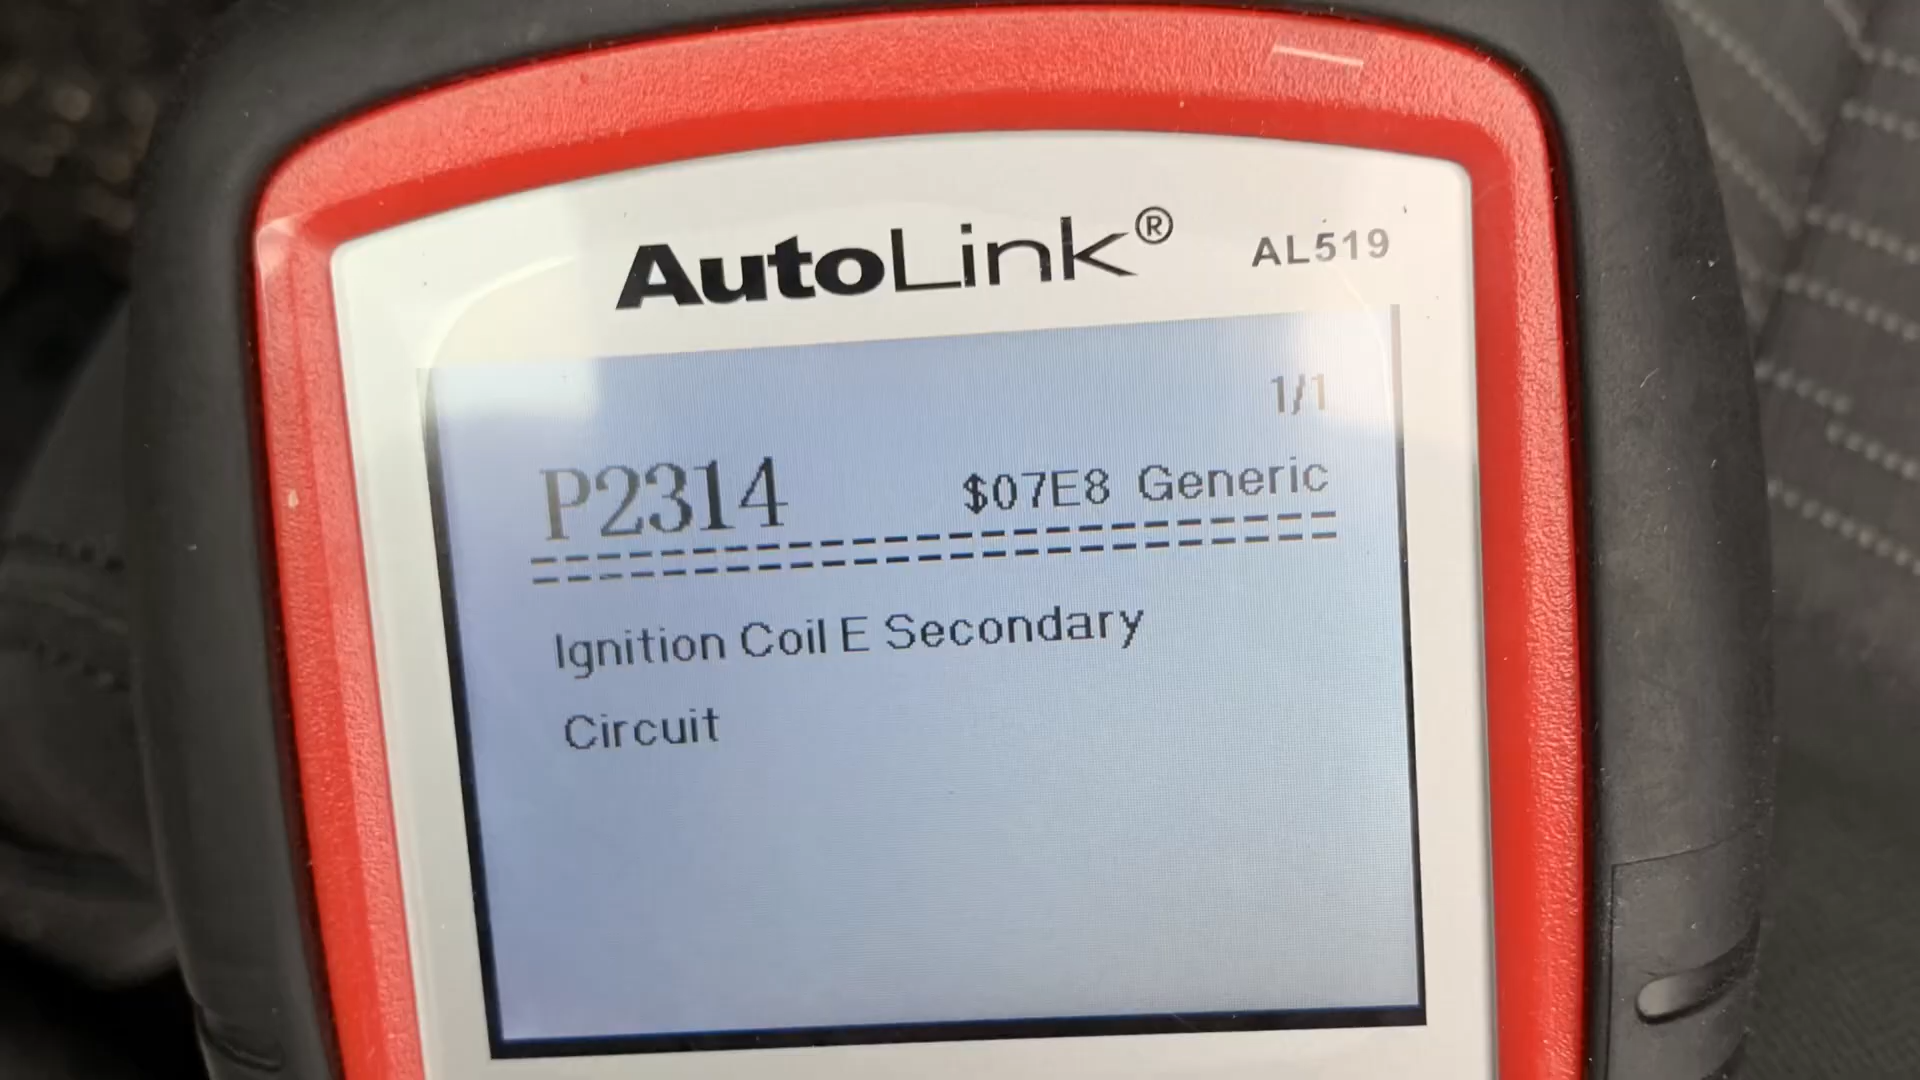 AutoLink® AL519
1/1
P2314 $07E8 Generic
==========================
Ignition Coil E Secondary
Circuit